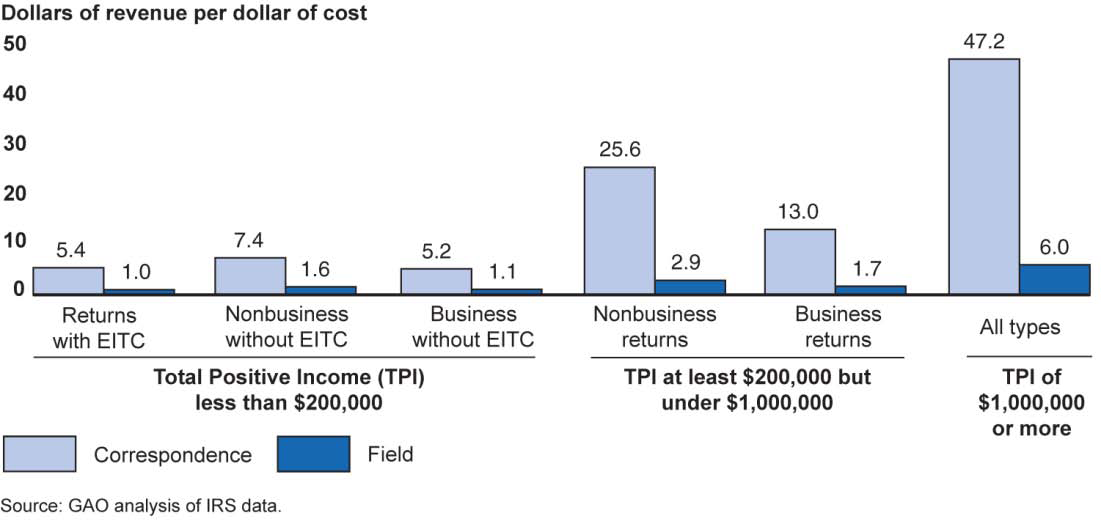 Dollars of revenue per dollar of cost
50
40
30
20
10
0
5.4
1.0
7.4
1.6
5.2
1.1
25.6
2.9
13.0
1.7
47.2
6.0
Returns
with EITC
Nonbusiness
without EITC
Business
without EITC
Nonbusiness
returns
Business
returns
All types
Total Positive Income (TPI)
less than $200,000
TPI at least $200,000 but
under $1,000,000
TPI of
$1,000,000
or more
Correspondence
Field
Source: GAO analysis of IRS data.